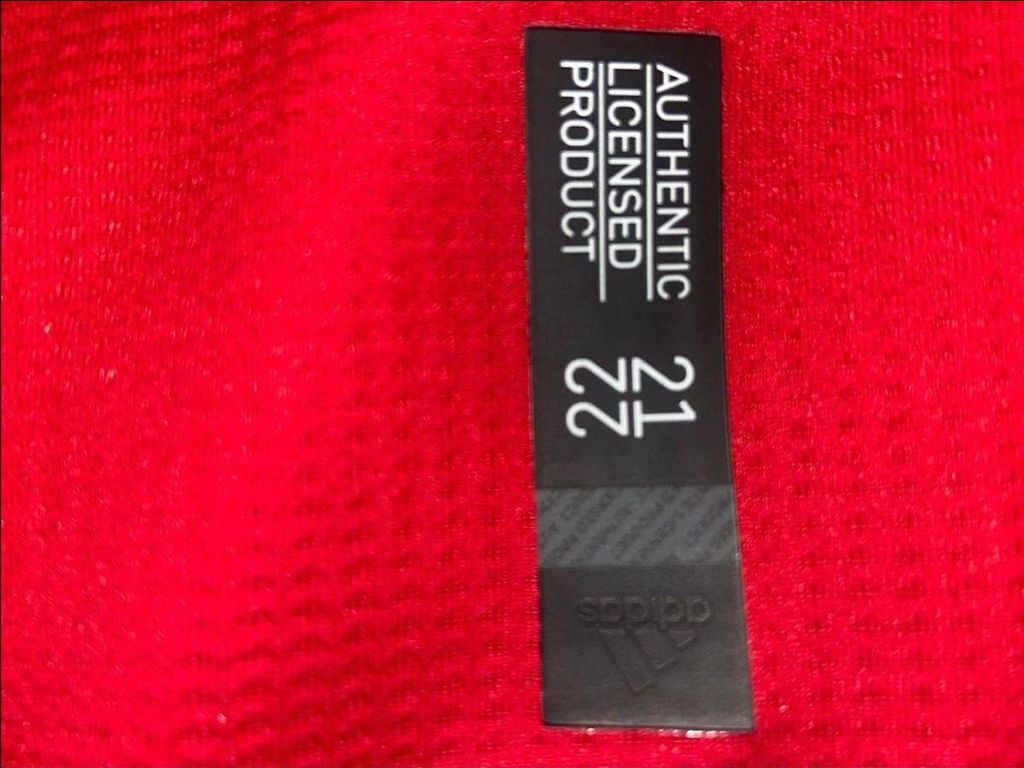 AUTHENTIC
LICENSED
PRODUCT
21
22
adidas